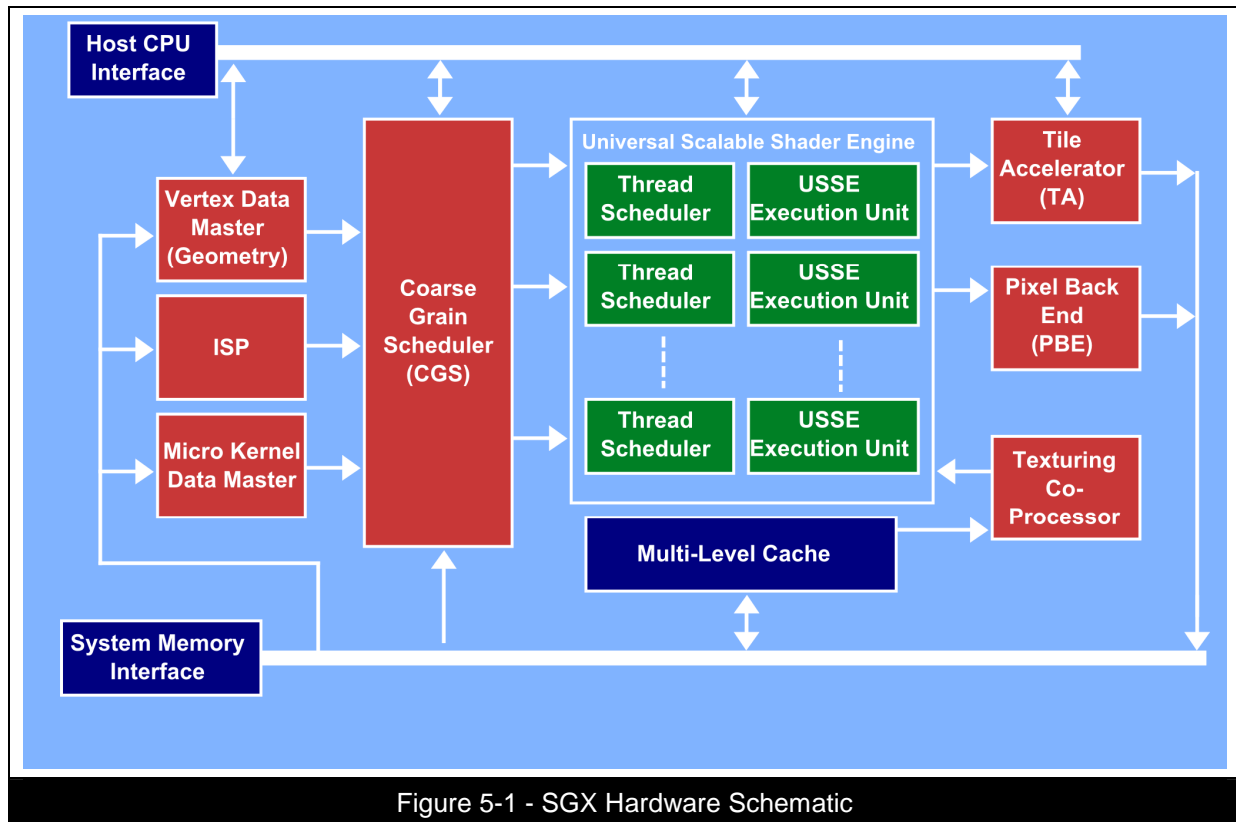 Host CPU
Interface
Vertex Data
Master
(Geometry)
ISP
Micro Kernel
Data Master
Coarse
Grain
Scheduler
(CGS)
Universal Scalable Shader Engine
Thread
Scheduler
USSE
Execution Unit
Thread
Scheduler
USSE
Execution Unit
Thread
Scheduler
USSE
Execution Unit
Tile
Accelerator
(TA)
Pixel Back
End
(PBE)
Texturing
Co-
Processor
Multi-Level Cache
System Memory
Interface
Figure 5-1 - SGX Hardware Schematic